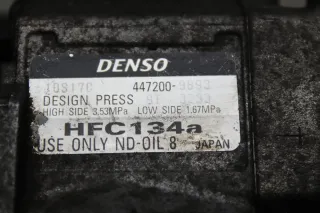 DENSO
10S17C 447200-
DESIGN PRESS
HIGH SIDE 3.53MPa LOW SIDE 1.67MPa
HFC134a
USE ONLY ND-OIL 8 JAPAN